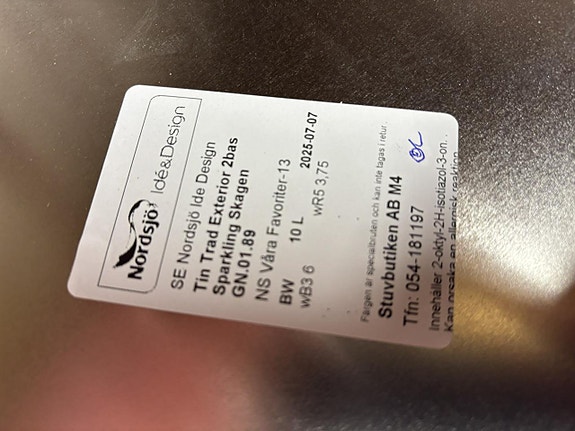 Nordsjö Idé&Design
SE Nordsjö Ide Design
Tin Trad Exterior 2bas
Sparkling Skagen
GN.01.89
NS Våra Favoriter-13
BW 10 L 2025-07-07
wB3 6 wR5 3,75
Färgen är specialbruten och kan inte tagas i retur.
Stuvbutiken AB M4
Tfn: 054-181197
Innehåller 2-oktyl-2H-isotiazol-3-on.
Kan orsaka en allergisk reaktion